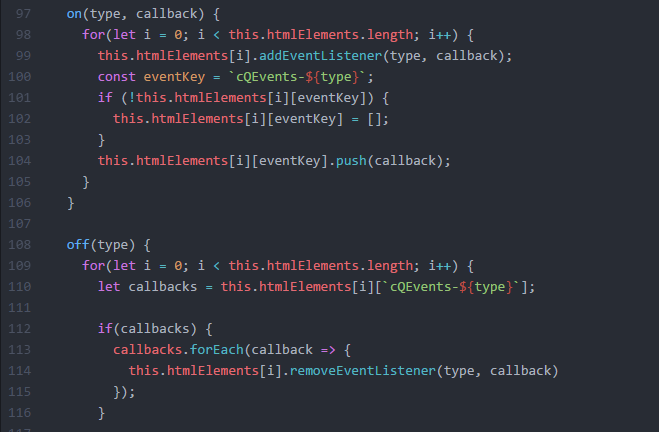 97 on(type, callback) {
98 for(let i = 0; i < this.htmlElements.length; i++) {
99 this.htmlElements[i].addEventListener(type, callback);
100 const eventKey = `cQEvents-${type}`;
101 if (!this.htmlElements[i][eventKey]) {
102 this.htmlElements[i][eventKey] = [];
103 }
104 this.htmlElements[i][eventKey].push(callback);
105 }
106 }
107
108 off(type) {
109 for(let i = 0; i < this.htmlElements.length; i++) {
110 let callbacks = this.htmlElements[i][`cQEvents-${type}`];
111
112 if(callbacks) {
113 callbacks.forEach(callback => {
114 this.htmlElements[i].removeEventListener(type, callback)
115 });
116 }